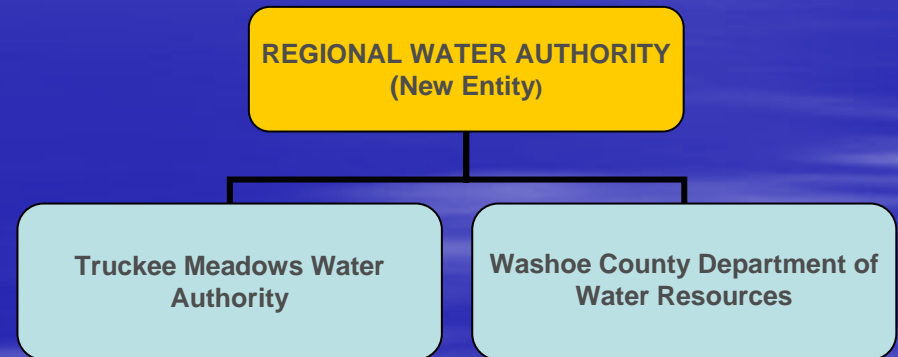 REGIONAL WATER AUTHORITY
(New Entity)
Truckee Meadows Water
Authority
Washoe County Department of
Water Resources